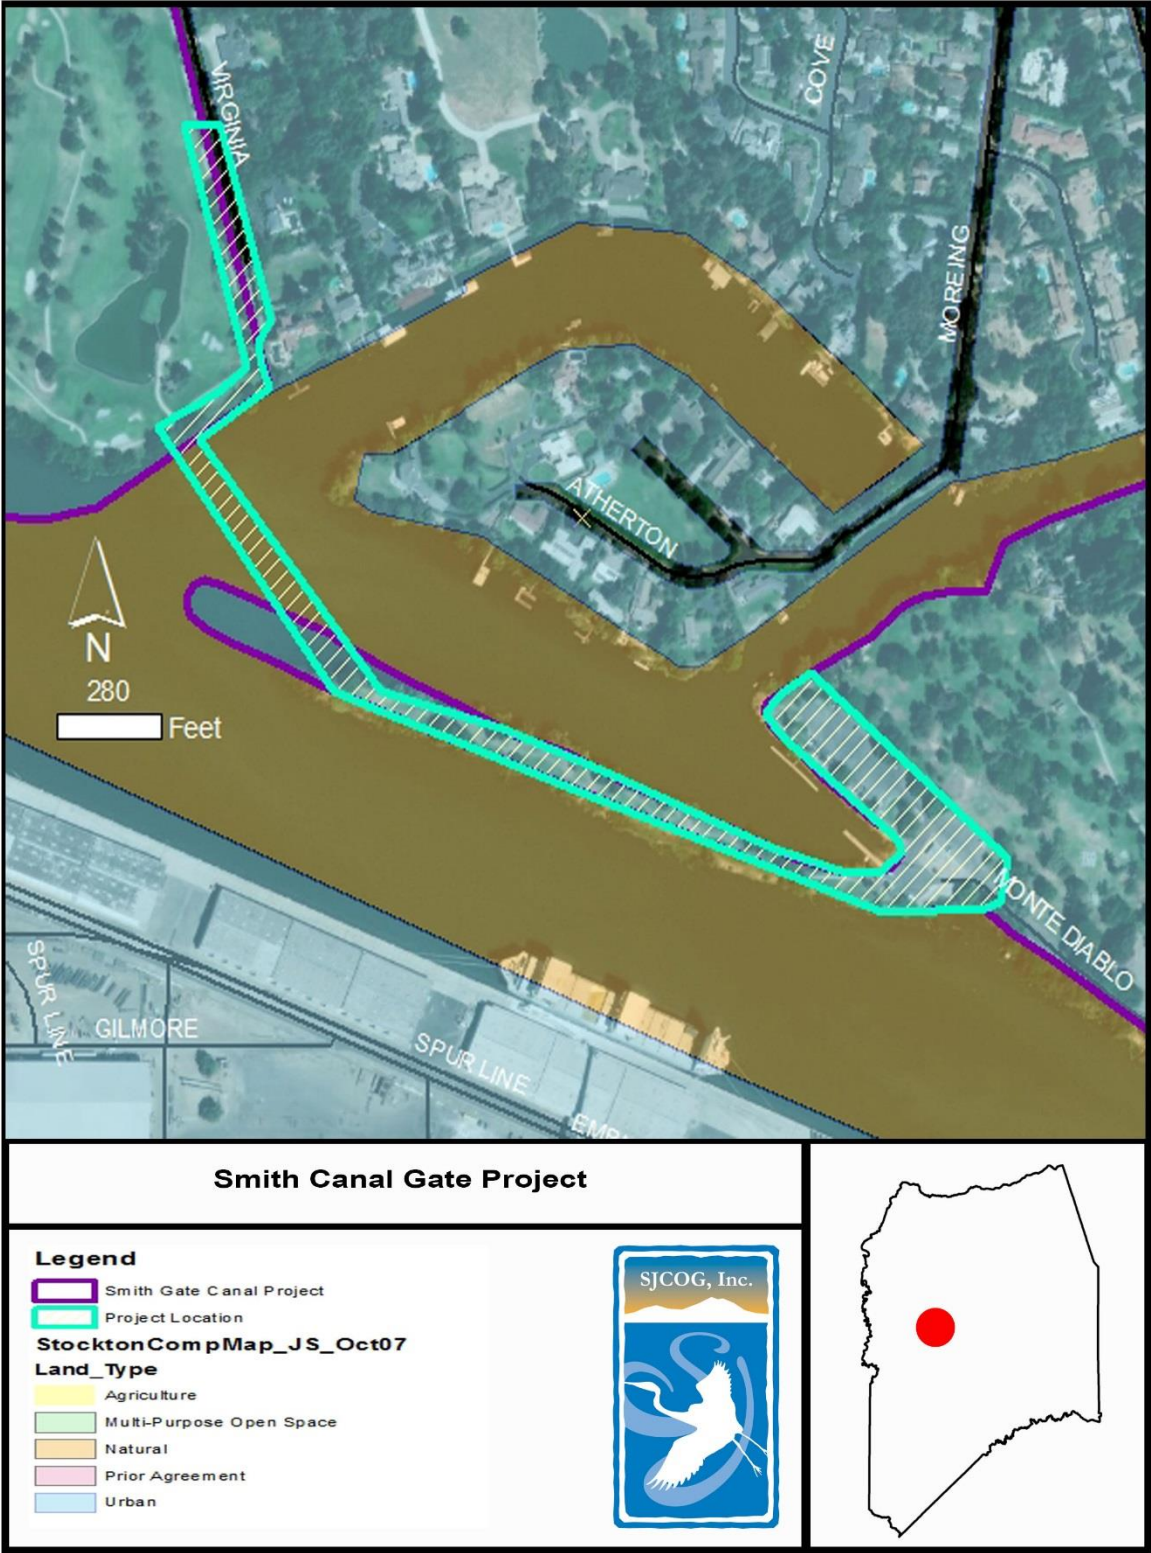 VIRGINIA
COVE
MOREING
ATHERTON
N
280
Feet
MONTE DIABLO
SPUR LINE
GILMORE
SPUR LINE
Smith Canal Gate Project
Legend
Smith Gate Canal Project
Project Location
StocktonCompMap_JS_Oct07
Land_Type
Agriculture
Multi-Purpose Open Space
Natural
Prior Agreement
Urban
SJCOG, Inc.